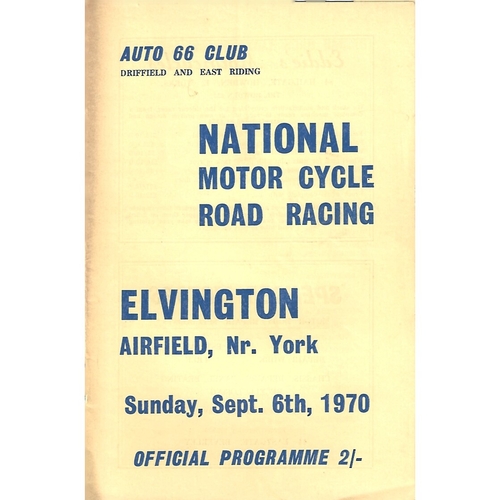 AUTO 66 CLUB
DRIFFIELD AND EAST RIDING
NATIONAL
MOTOR CYCLE
ROAD RACING
ELVINGTON
AIRFIELD, Nr. York
Sunday, Sept. 6th, 1970
OFFICIAL PROGRAMME 2/-